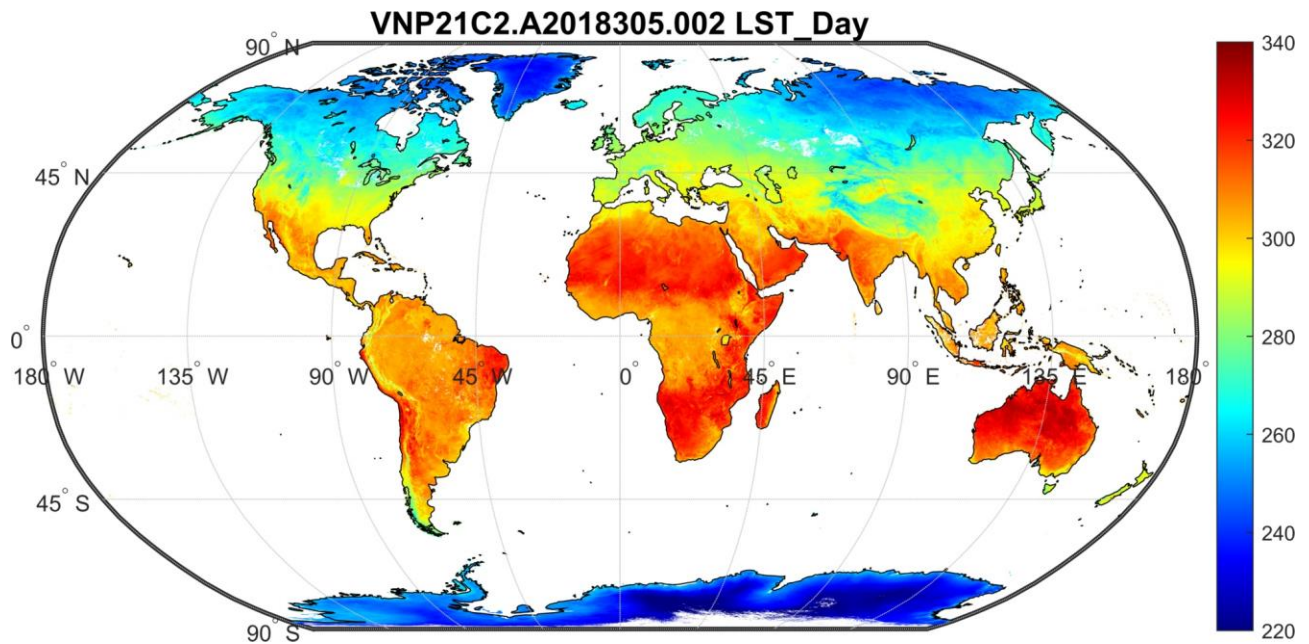 VNP21C2.A2018305.002 LST_Day
90° N
45° N
0°
180° W
135° W
90° W
45° W
0°
45° E
90° E
135° E
180°
45° S
90° S
340
320
300
280
260
240
220